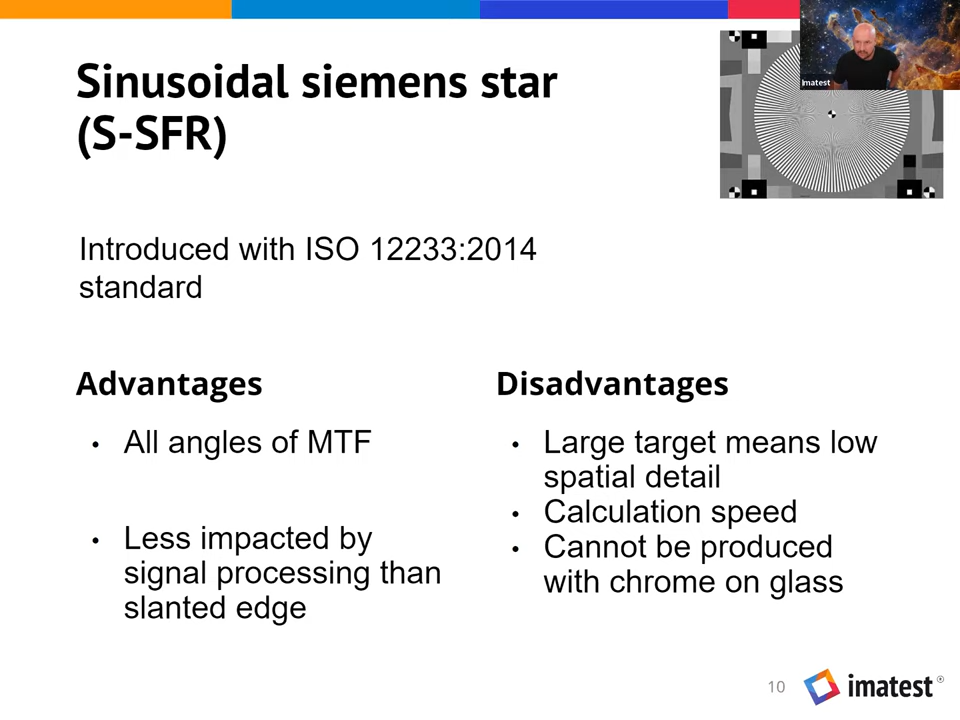 Imatest
Sinusoidal siemens star
(S-SFR)
Introduced with ISO 12233:2014
standard
Advantages
• All angles of MTF
• Less impacted by
signal processing than
slanted edge
Disadvantages
• Large target means low
spatial detail
• Calculation speed
• Cannot be produced
with chrome on glass
10
imatest®